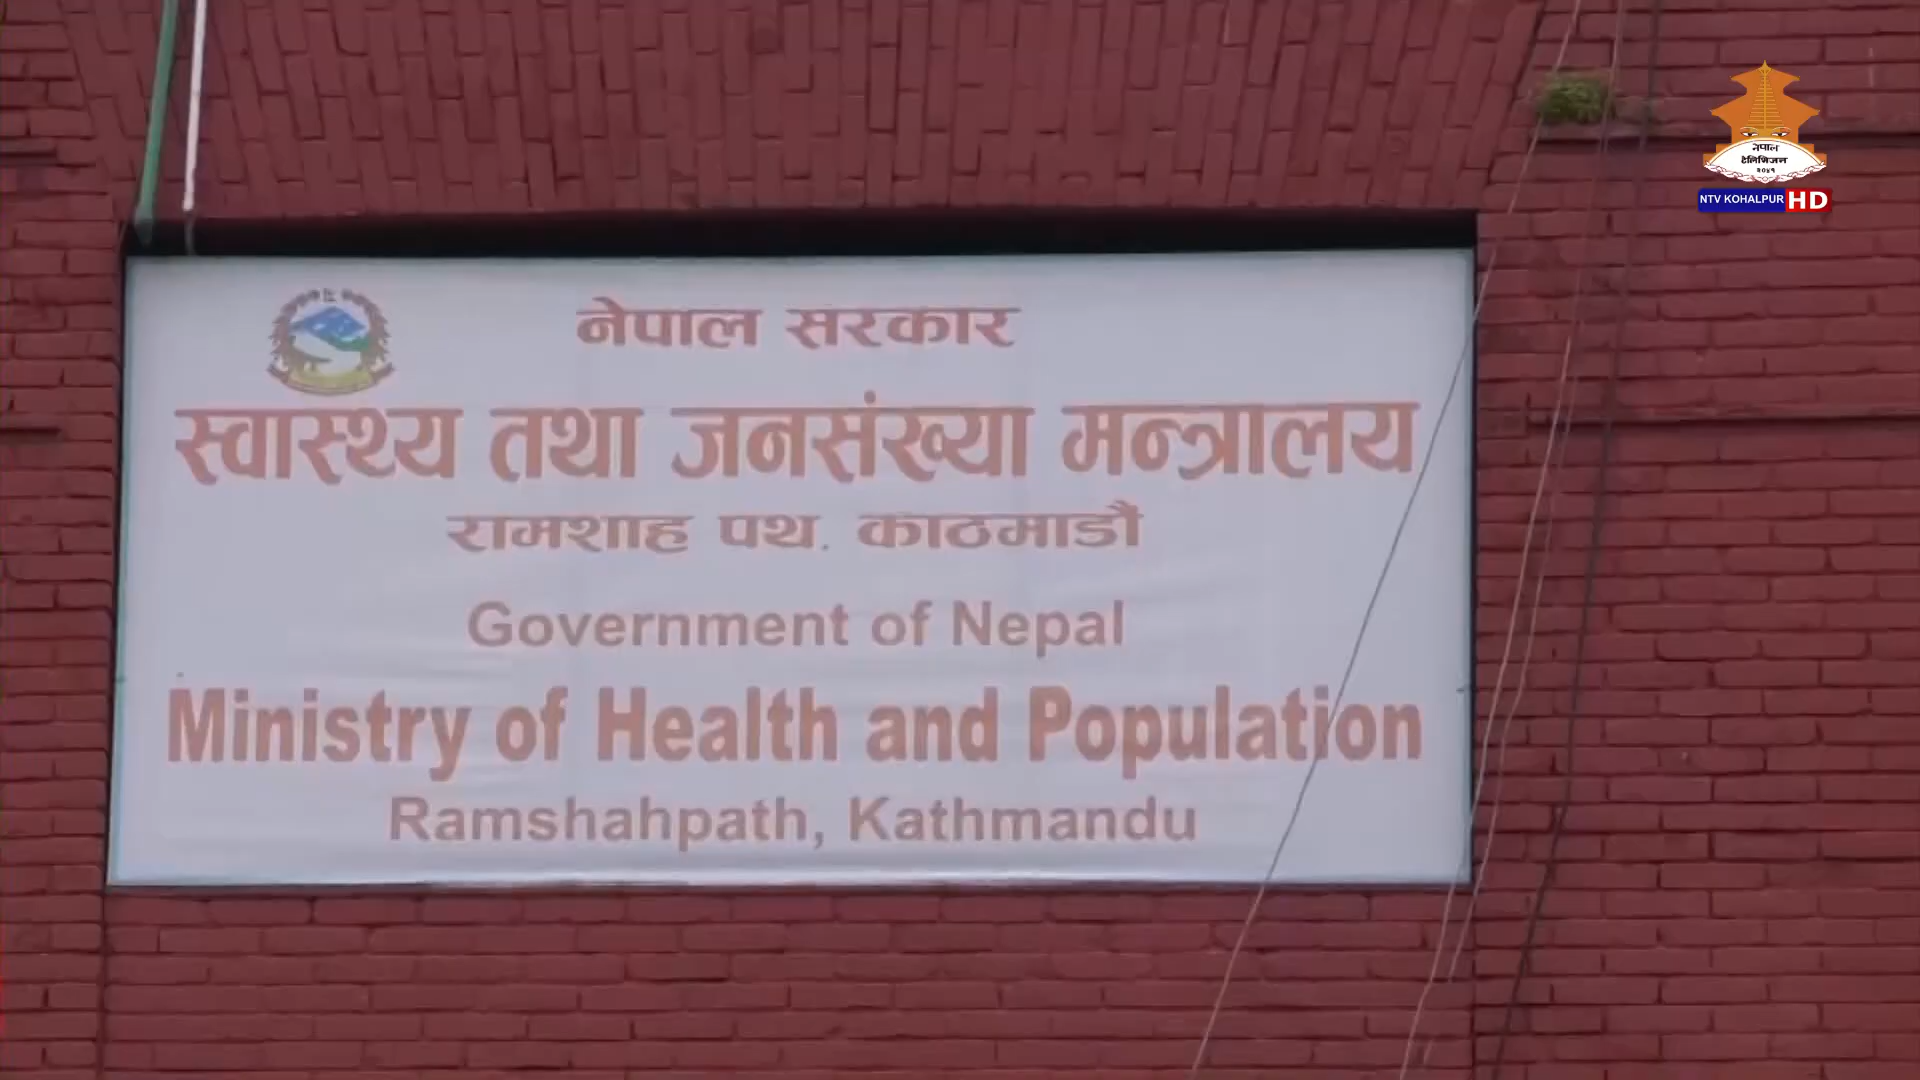 नेपाल सरकार
स्वास्थ्य तथा जनसंख्या मन्त्रालय
रामशाह पथ. काठमाडौं
Government of Nepal
Ministry of Health and Population
Ramshahpath, Kathmandu
नेपाल
टेलिभिजन
२०४१
NTV KOHALPUR HD